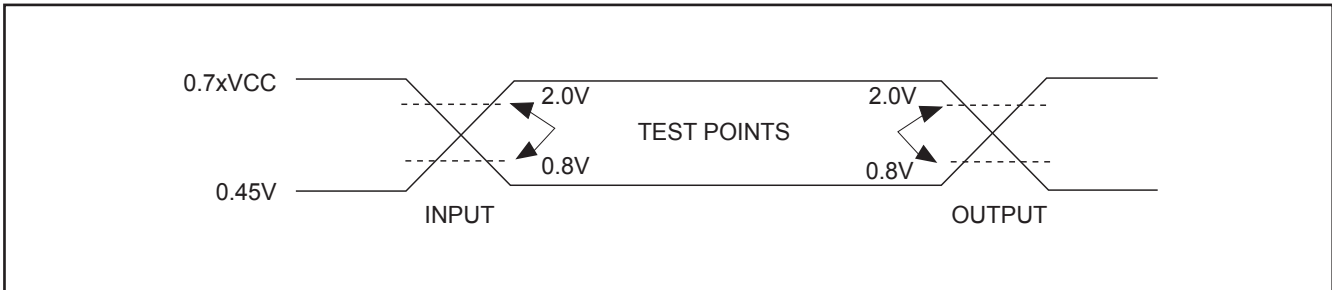 0.7xVCC
2.0V
2.0V
TEST POINTS
0.8V
0.8V
0.45V
INPUT
OUTPUT